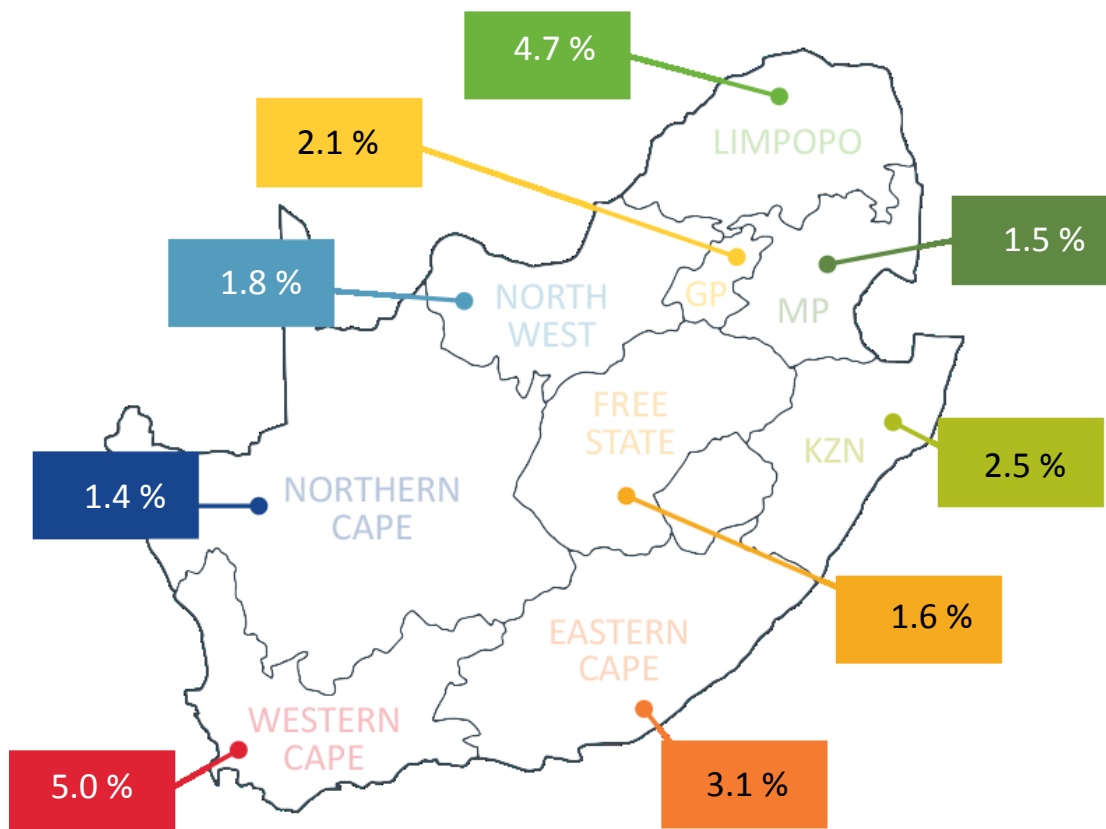 4.7 %
LIMPOPO
2.1 %
1.5 %
1.8 %
NORTH
WEST
GP
MP
FREE
STATE
KZN
2.5 %
1.4 %
NORTHERN
CAPE
1.6 %
EASTERN
CAPE
WESTERN
CAPE
5.0 %
3.1 %